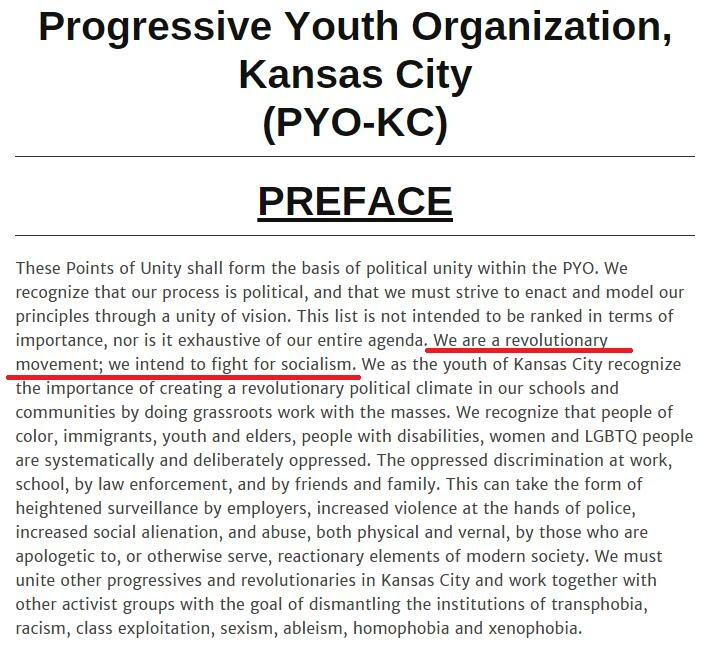 Progressive Youth Organization,
Kansas City
(PYO-KC)
PREFACE
These Points of Unity shall form the basis of political unity within the PYO. We
recognize that our process is political, and that we must strive to enact and model our
principles through a unity of vision. This list is not intended to be ranked in terms of
importance, nor is it exhaustive of our entire agenda. We are a revolutionary
movement; we intend to fight for socialism. We as the youth of Kansas City recognize
the importance of creating a revolutionary political climate in our schools and
communities by doing grassroots work with the masses. We recognize that people of
color, immigrants, youth and elders, people with disabilities, women and LGBTQ people
are systematically and deliberately oppressed. The oppressed discrimination at work,
school, by law enforcement, and by friends and family. This can take the form of
heightened surveillance by employers, increased violence at the hands of police,
increased social alienation, and abuse, both physical and vernal, by those who are
apologetic to, or otherwise serve, reactionary elements of modern society. We must
unite other progressives and revolutionaries in Kansas City and work together with
other activist groups with the goal of dismantling the institutions of transphobia,
racism, class exploitation, sexism, ableism, homophobia and xenophobia.